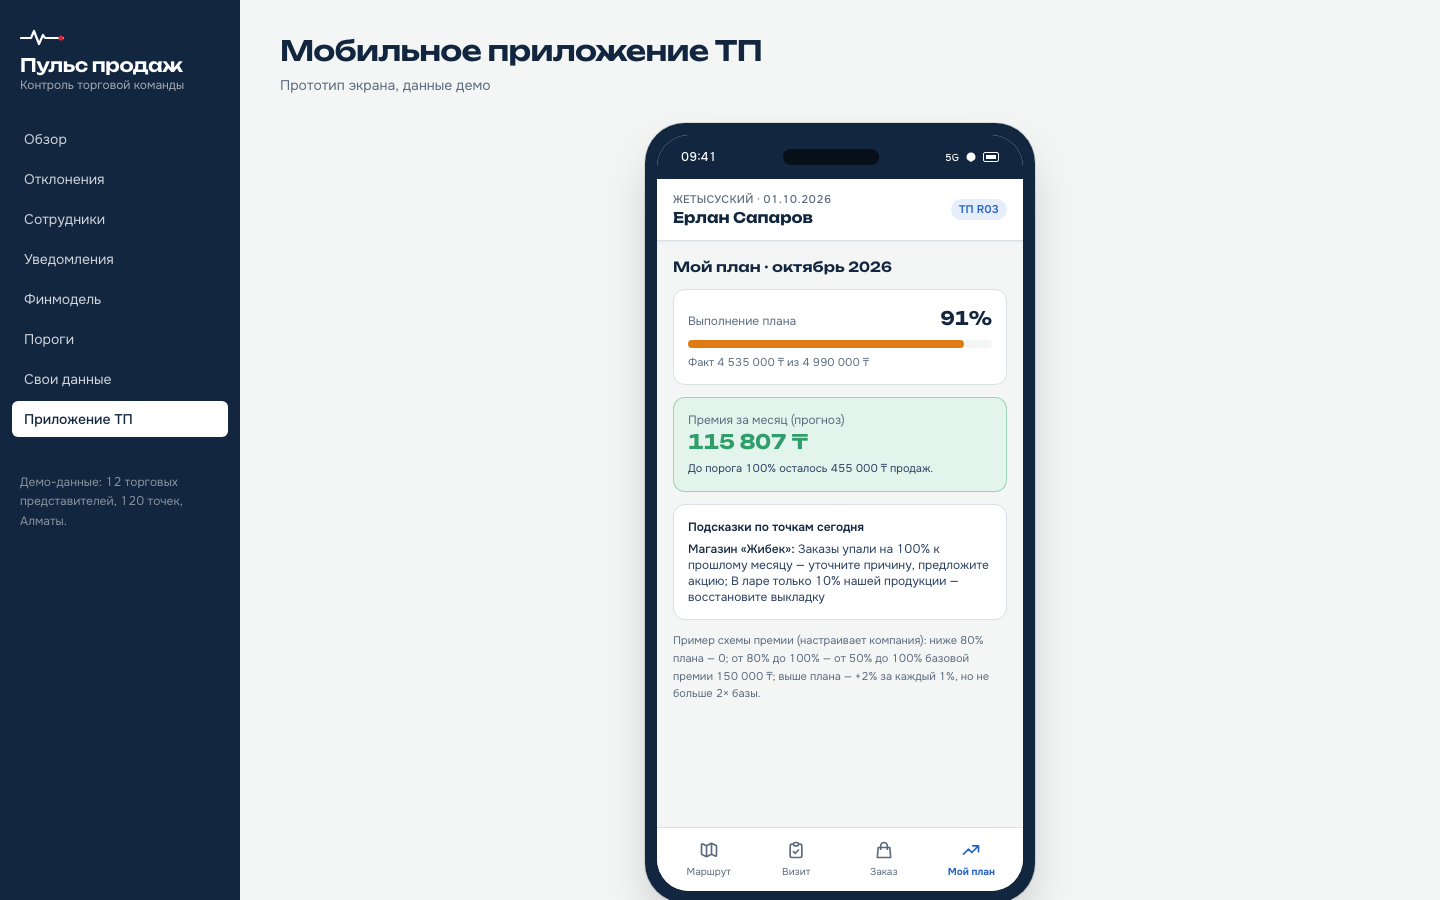 Пульс продаж
Контроль торговой команды
Обзор
Отклонения
Сотрудники
Уведомления
Финмодель
Пороги
Свои данные
Приложение ТП
Демо-данные: 12 торговых
представителей, 120 точек,
Алматы.
Мобильное приложение ТП
Прототип экрана, данные демо
09:41
5G
ЖЕТЫСУСКИЙ · 01.10.2026
Ерлан Сапаров
ТП R03
Мой план · октябрь 2026
Выполнение плана
91%
Факт 4 535 000 ₸ из 4 990 000 ₸
Премия за месяц (прогноз)
115 807 ₸
До порога 100% осталось 455 000 ₸ продаж.
Подсказки по точкам сегодня
Магазин «Жибек»: Заказы упали на 100% к
прошлому месяцу — уточните причину, предложите
акцию; В ларе только 10% нашей продукции —
восстановите выкладку
Пример схемы премии (настраивает компания): ниже 80%
плана — 0; от 80% до 100% — от 50% до 100% базовой
премии 150 000 ₸; выше плана — +2% за каждый 1%, но не
больше 2× базы.
Маршрут
Визит
Заказ
Мой план